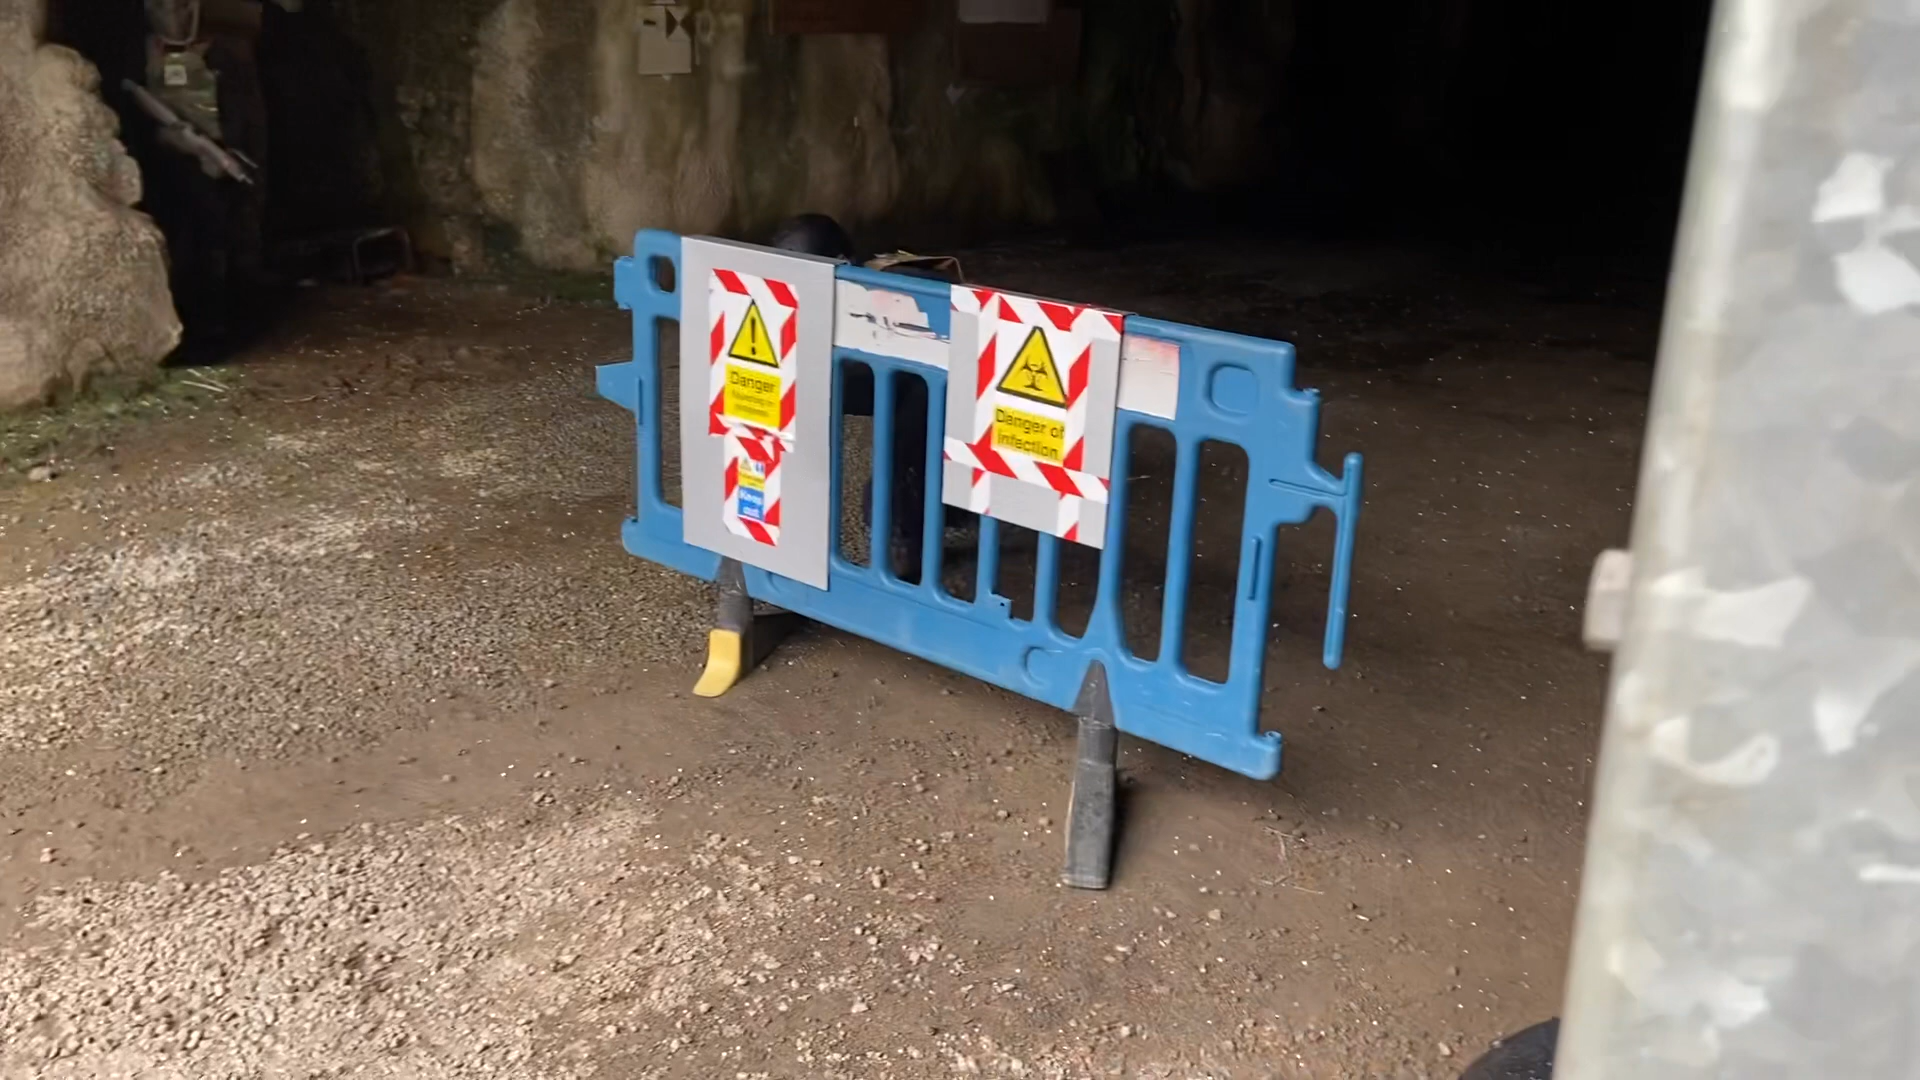 Danger
Keep
out
Danger of
Infection